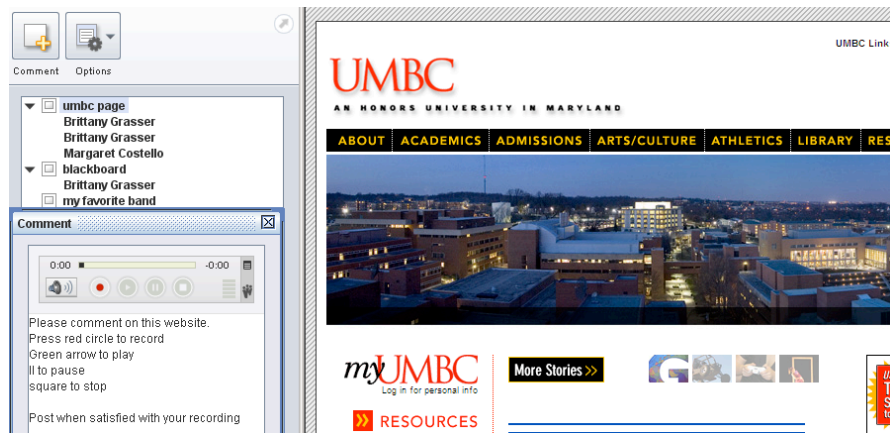 Comment Options
umbc page
Brittany Grasser
Brittany Grasser
Margaret Costello
blackboard
Brittany Grasser
my favorite band
Comment
0:00 -0:00
Please comment on this website.
Press red circle to record
Green arrow to play
II to pause
square to stop
Post when satisfied with your recording
UMBC Link
UMBC
AN HONORS UNIVERSITY IN MARYLAND
ABOUT ACADEMICS ADMISSIONS ARTS/CULTURE ATHLETICS LIBRARY RES
myUMBC
Log in for personal info
RESOURCES
More Stories >>